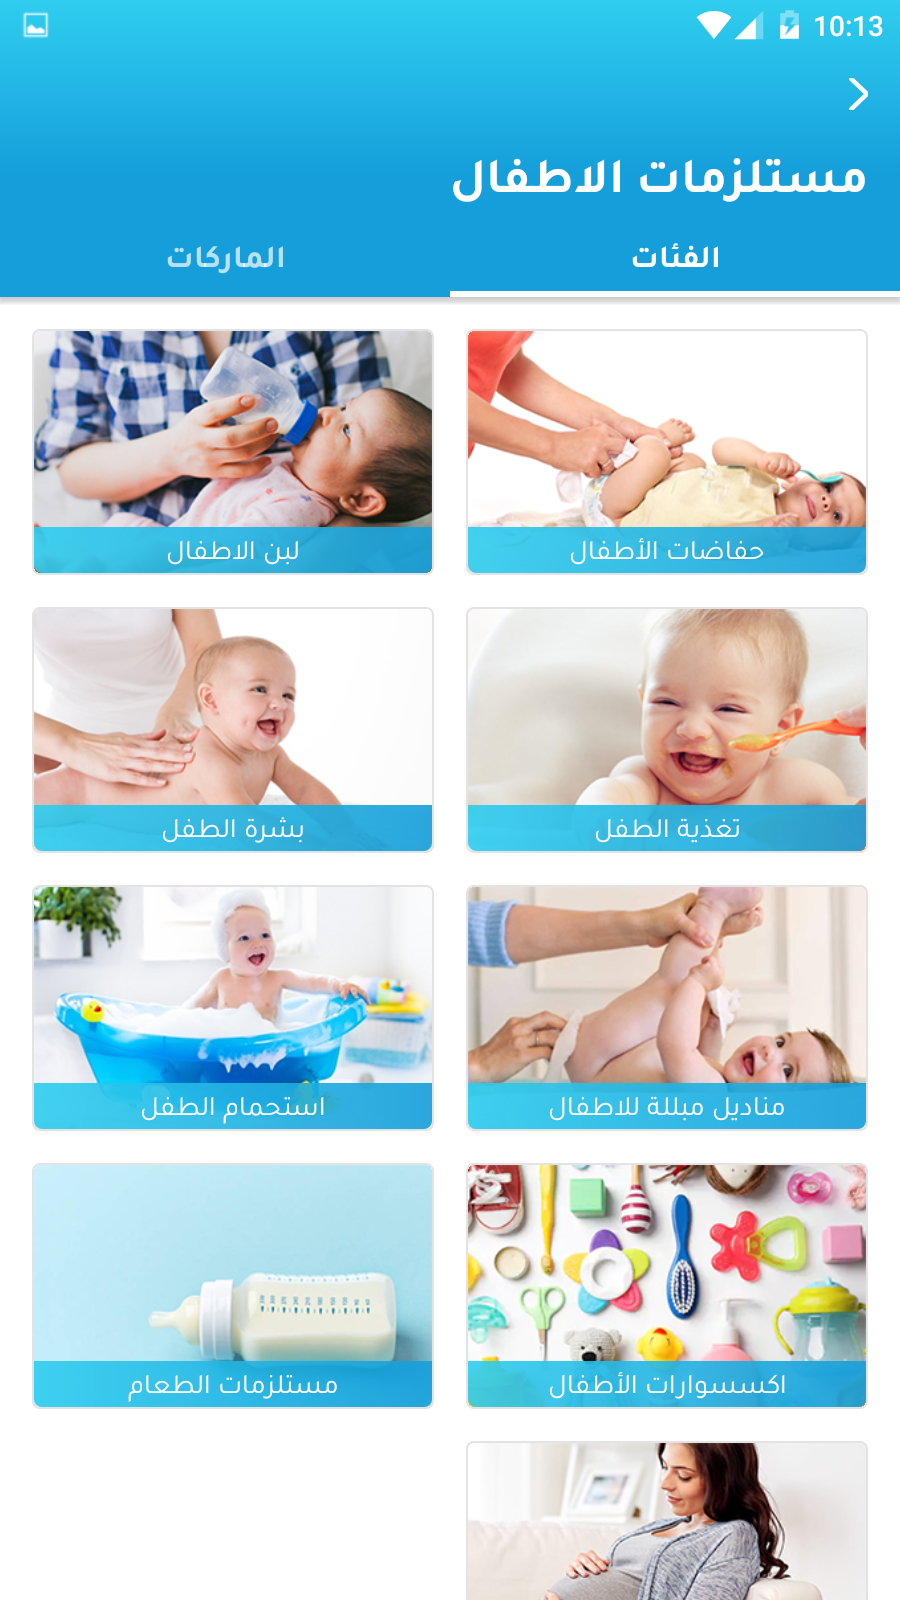 10:13
مستلزمات الاطفال
الفئات
الماركات
حفاضات الأطفال
لبن الاطفال
تغذية الطفل
بشرة الطفل
مناديل مبللة للاطفال
استحمام الطفل
اكسسوارات الأطفال
مستلزمات الطعام